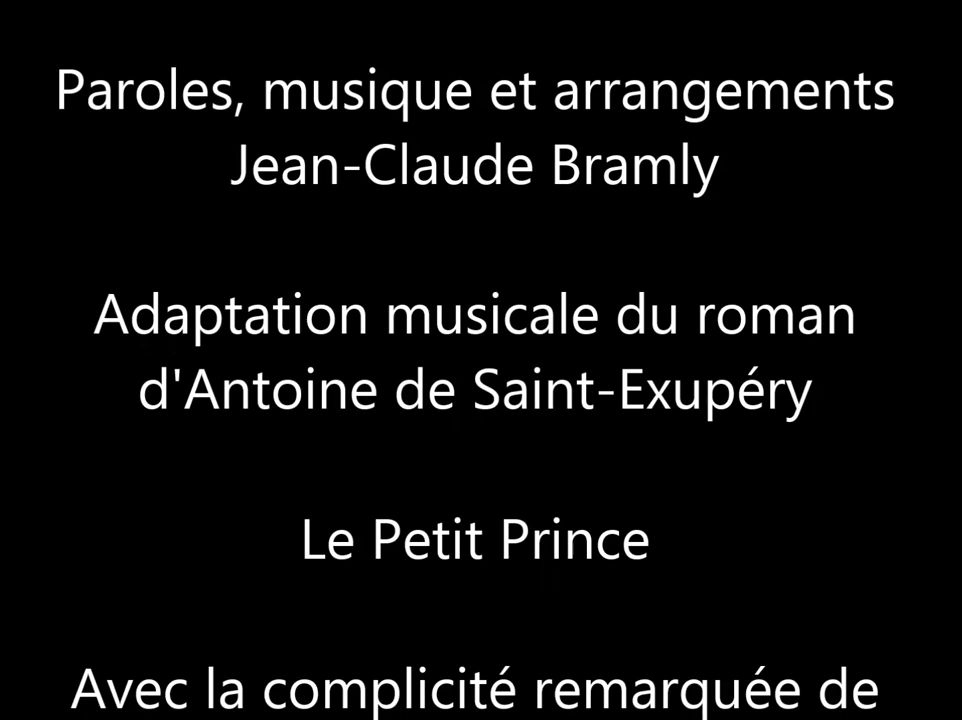 Paroles, musique et arrangements
Jean-Claude Bramly
Adaptation musicale du roman
d'Antoine de Saint-Exupéry
Le Petit Prince
Avec la complicité remarquée de